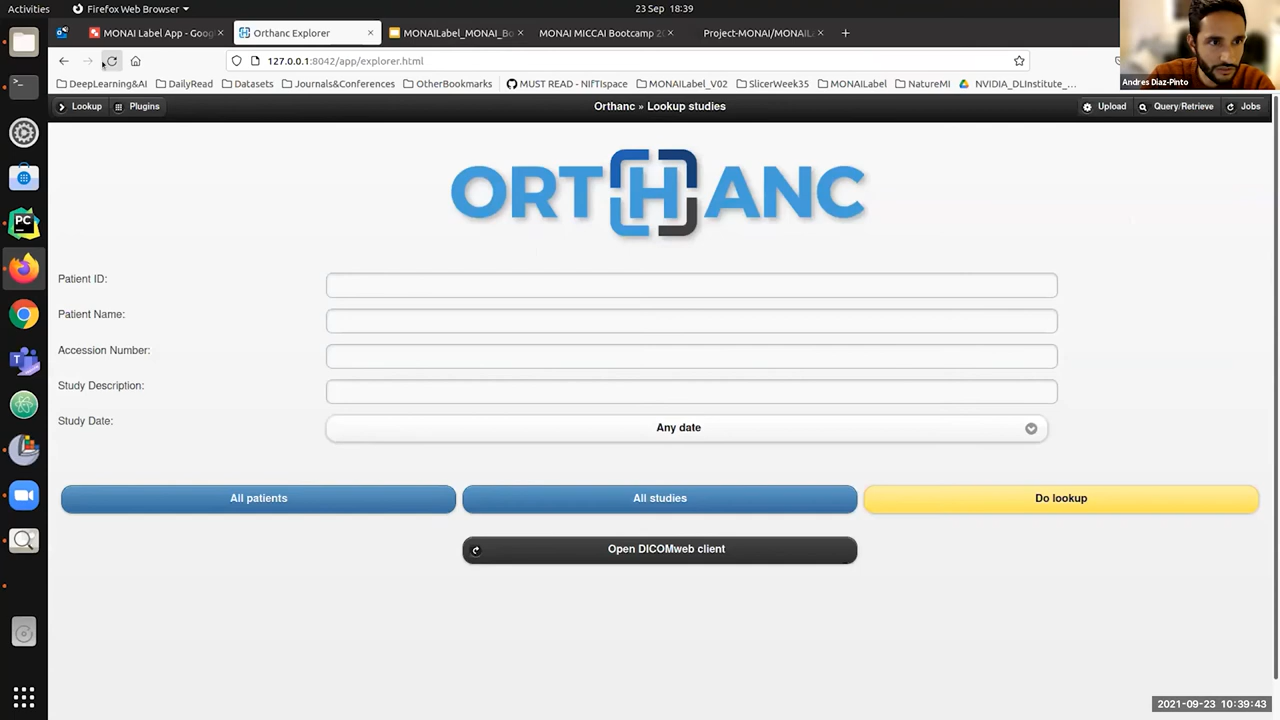 Activities
Firefox Web Browser
23 Sep 18:39
MONAI Label App - Goog
Orthanc Explorer
MONAILabel_MONAI_Bo
MONAI MICCAI Bootcamp 20
Project-MONAI/MONAIL
127.0.0.1:8042/app/explorer.html
DeepLearning&AI
DailyRead
Datasets
Journals&Conferences
OtherBookmarks
MUST READ - NIfTIspace
MONAILabel_V02
SlicerWeek35
MONAILabel
NatureMI
NVIDIA_DLInstitute_...
Andres Diaz-Pinto
Lookup
Plugins
Orthanc » Lookup studies
Upload
Query/Retrieve
Jobs
ORTHANC
Patient ID:
Patient Name:
Accession Number:
Study Description:
Study Date:
Any date
All patients
All studies
Do lookup
Open DICOMweb client
PC
2021-09-23 10:39:43